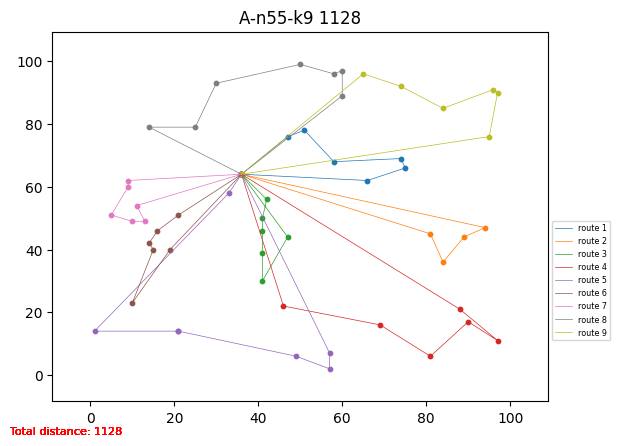 A-n55-k9 1128
100
80
60
40
20
0
0 20 40 60 80 100
route 1
route 2
route 3
route 4
route 5
route 6
route 7
route 8
route 9
Total distance: 1128